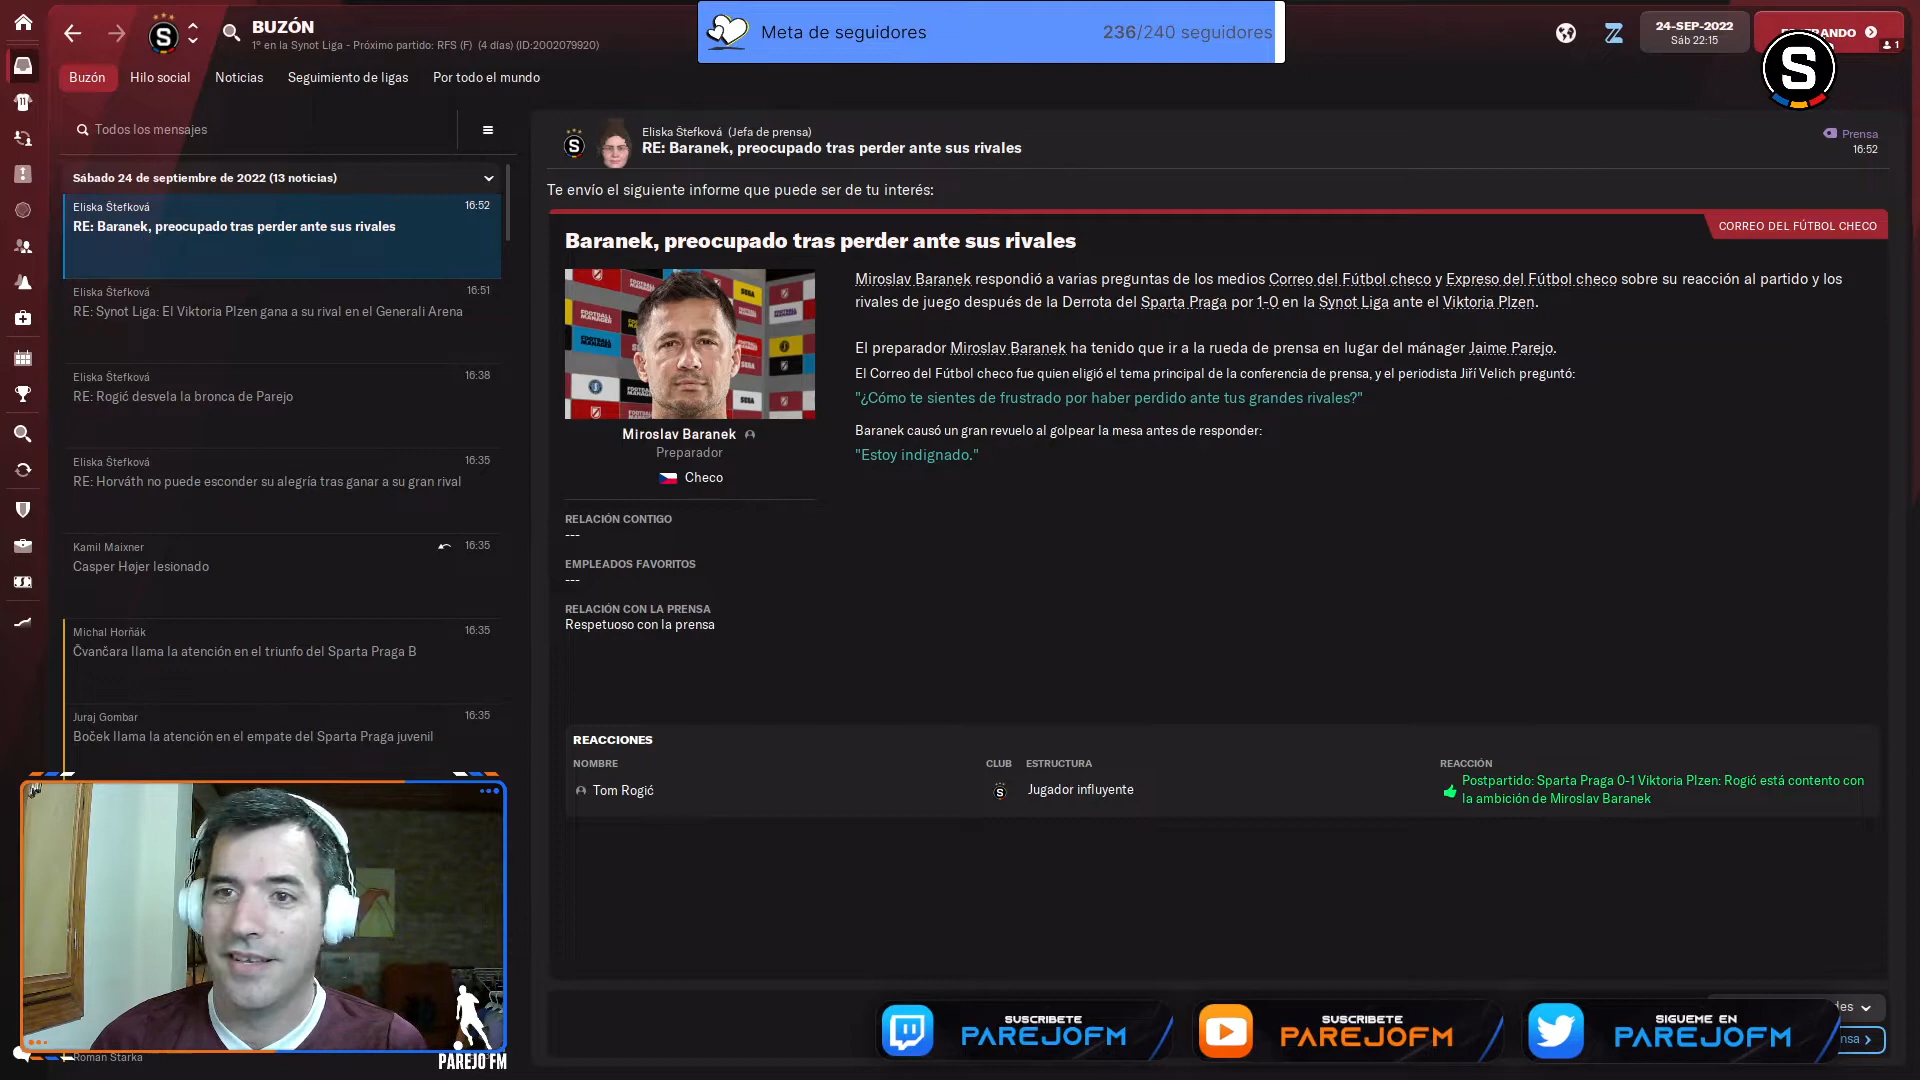 BUZÓN
1º en la Synot Liga - Próximo partido: RFS (F) (4 días) (ID:2002079920)
Meta de seguidores
236/240 seguidores
24-SEP-2022
Sáb 22:15
1
S
Buzón
Hilo social
Noticias
Seguimiento de ligas
Por todo el mundo
Todos los mensajes
Sábado 24 de septiembre de 2022 (13 noticias)
Eliska Štefková 16:52
RE: Baranek, preocupado tras perder ante sus rivales
Eliska Štefková 16:51
RE: Synot Liga: El Viktoria Plzen gana a su rival en el Generali Arena
Eliska Štefková 16:38
RE: Rogić desvela la bronca de Parejo
Eliska Štefková 16:35
RE: Horváth no puede esconder su alegría tras ganar a su gran rival
Kamil Maixner 16:35
Casper Højer lesionado
Michal Horňák 16:35
Čvančara llama la atención en el triunfo del Sparta Praga B
Juraj Gombar 16:35
Boček llama la atención en el empate del Sparta Praga juvenil
Roman Starka
PAREJO FM
Eliska Štefková (Jefa de prensa)
RE: Baranek, preocupado tras perder ante sus rivales
Prensa
16:52
Te envío el siguiente informe que puede ser de tu interés:
CORREO DEL FÚTBOL CHECO
Baranek, preocupado tras perder ante sus rivales
Miroslav Baranek respondió a varias preguntas de los medios Correo del Fútbol checo y Expreso del Fútbol checo sobre su reacción al partido y los
rivales de juego después de la Derrota del Sparta Praga por 1-0 en la Synot Liga ante el Viktoria Plzen.
El preparador Miroslav Baranek ha tenido que ir a la rueda de prensa en lugar del mánager Jaime Parejo.
El Correo del Fútbol checo fue quien eligió el tema principal de la conferencia de prensa, y el periodista Jiří Velich preguntó:
"¿Cómo te sientes de frustrado por haber perdido ante tus grandes rivales?"
Baranek causó un gran revuelo al golpear la mesa antes de responder:
"Estoy indignado."
Miroslav Baranek
Preparador
Checo
RELACIÓN CONTIGO
---
EMPLEADOS FAVORITOS
---
RELACIÓN CON LA PRENSA
Respetuoso con la prensa
REACCIONES
NOMBRE CLUB ESTRUCTURA REACCIÓN
Tom Rogić Jugador influyente
Postpartido: Sparta Praga 0-1 Viktoria Plzen: Rogić está contento con
la ambición de Miroslav Baranek
SUSCRIBETE
PAREJOFM
SUSCRIBETE
PAREJOFM
SIGUEME EN
PAREJOFM